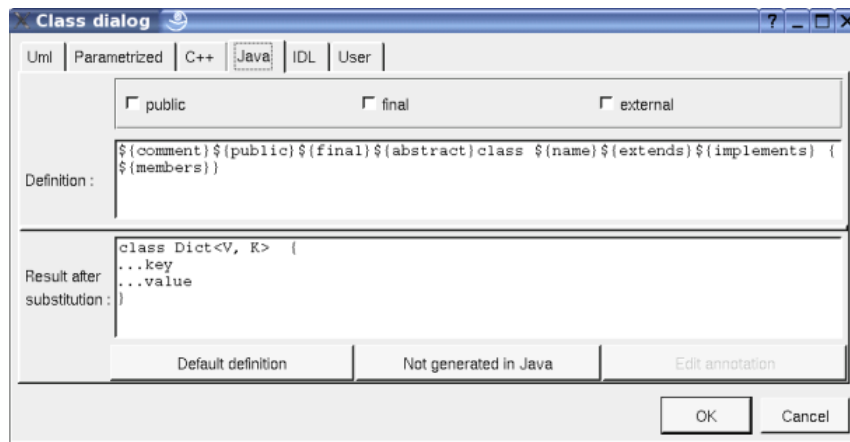 Class dialog
Uml Parametrized C++ Java IDL User
public final external
Definition :
${comment}${public}${final}${abstract}class ${name}${extends}${implements} {
${members}}
Result after
substitution :
class Dict<V, K>  {
...key
...value
}
Default definition Not generated in Java Edit annotation
OK Cancel